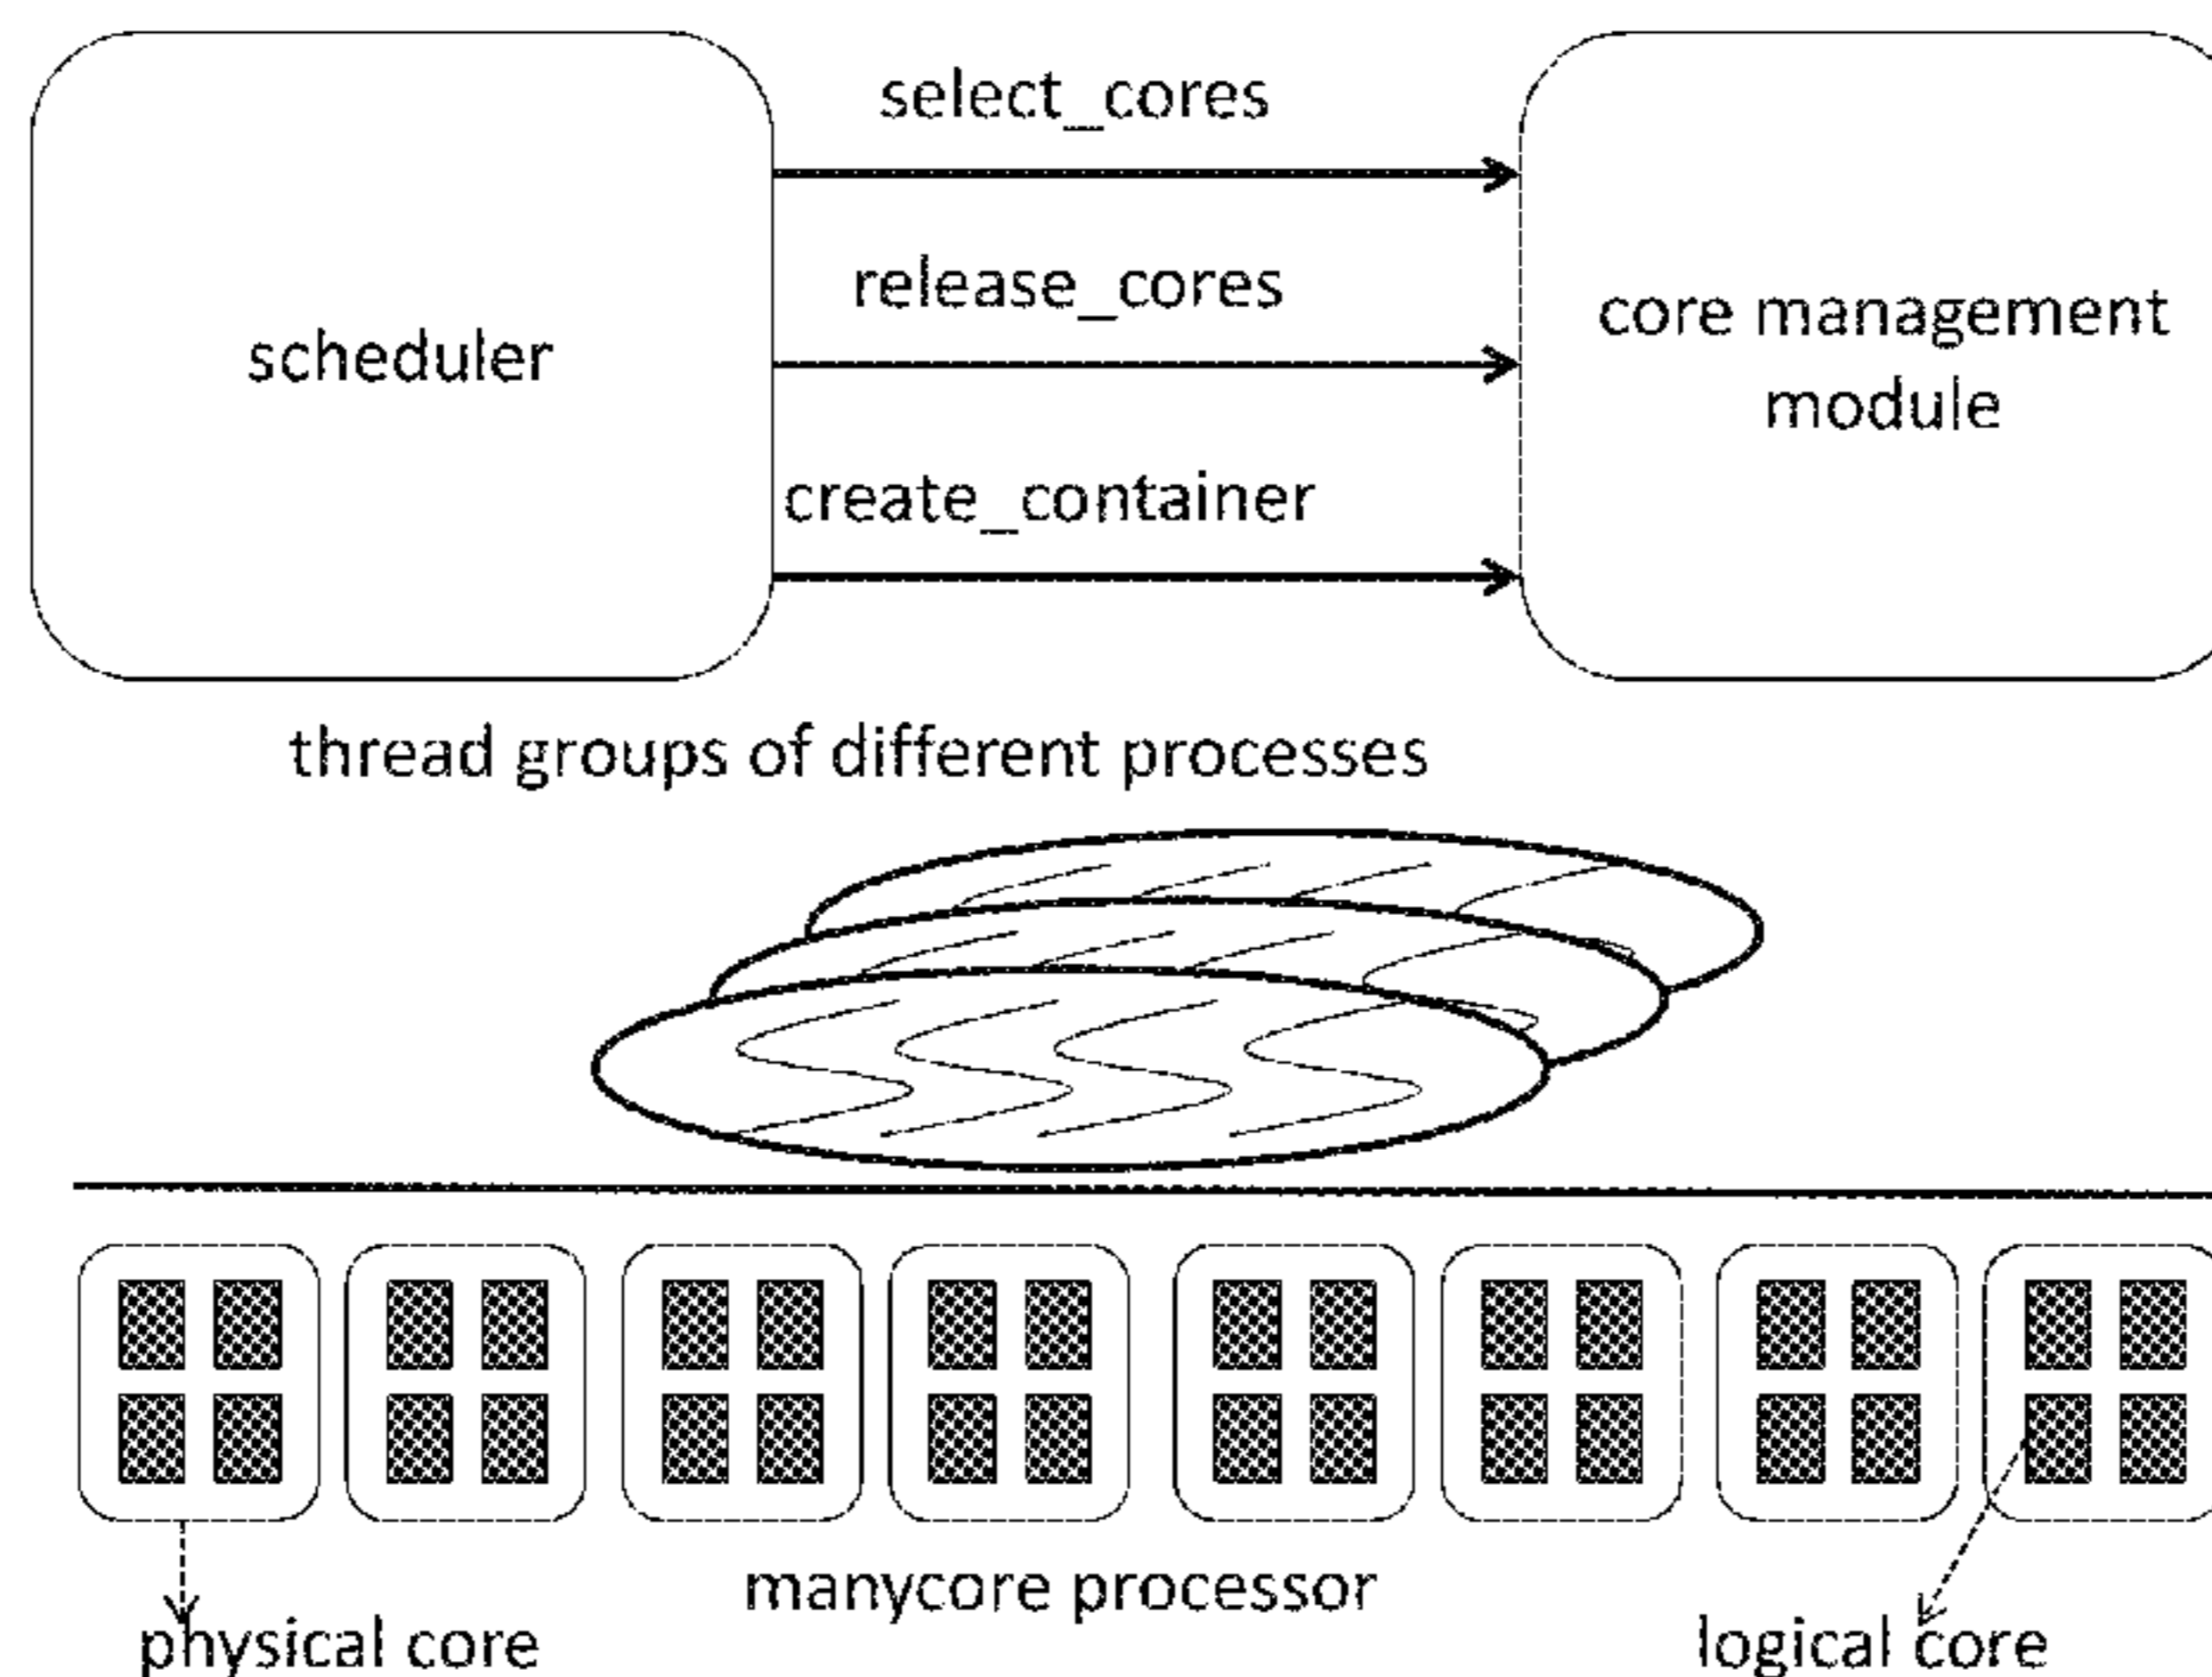 select_cores
release_cores
scheduler
core management
module
create_container
thread groups of different processes
manycore processor
physical core
logical core